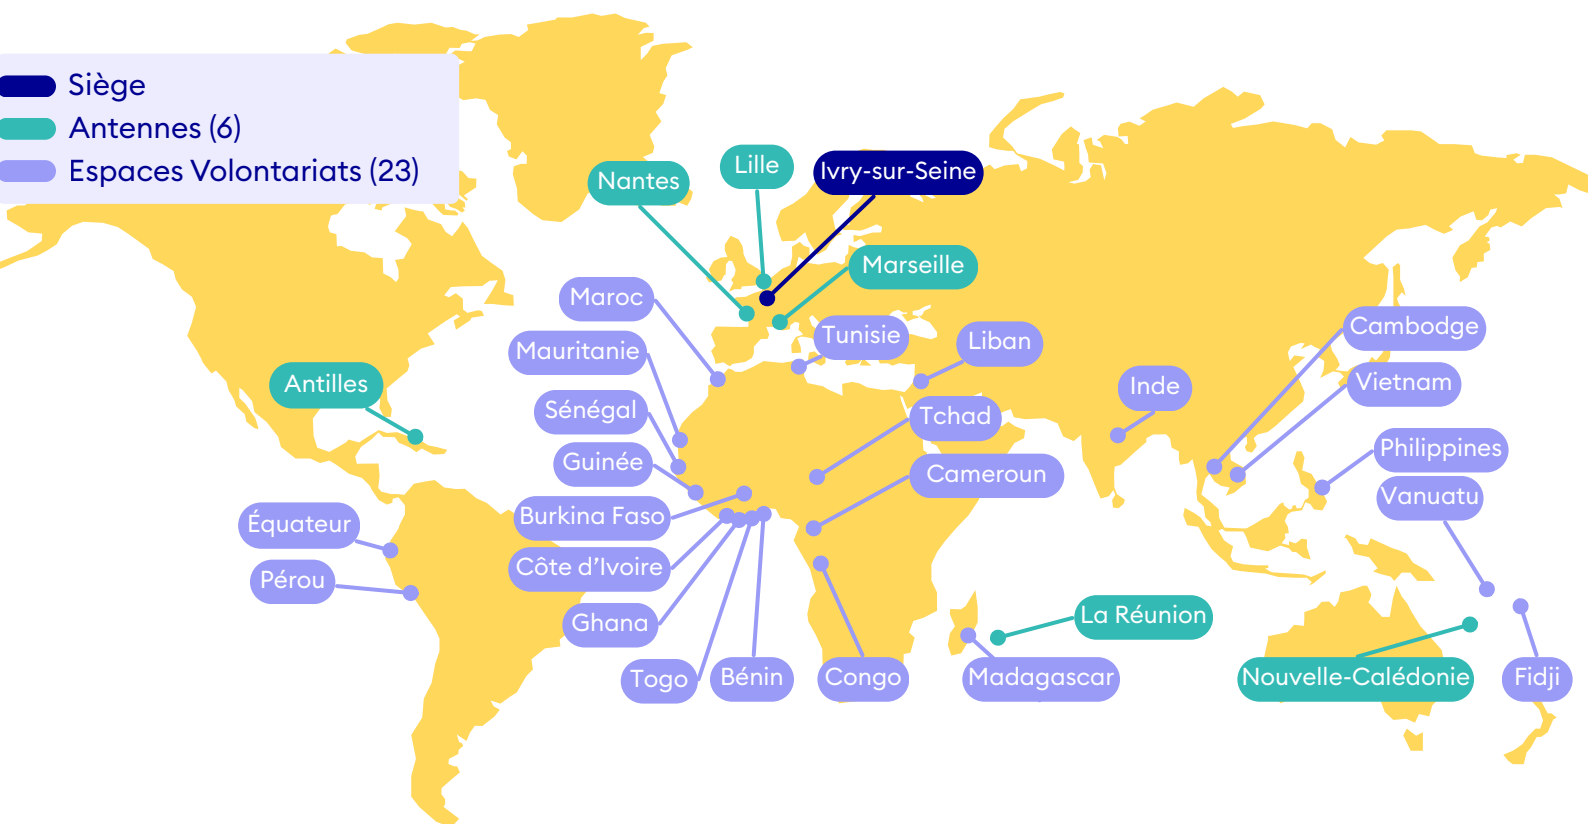 Siège
Antennes (6)
Espaces Volontariats (23)
Nantes
Lille
Ivry-sur-Seine
Marseille
Maroc
Mauritanie
Sénégal
Guinée
Burkina Faso
Côte d'Ivoire
Ghana
Togo
Bénin
Congo
Tunisie
Liban
Tchad
Cameroun
Antilles
Équateur
Pérou
Inde
Cambodge
Vietnam
Philippines
Vanuatu
La Réunion
Madagascar
Nouvelle-Calédonie
Fidji